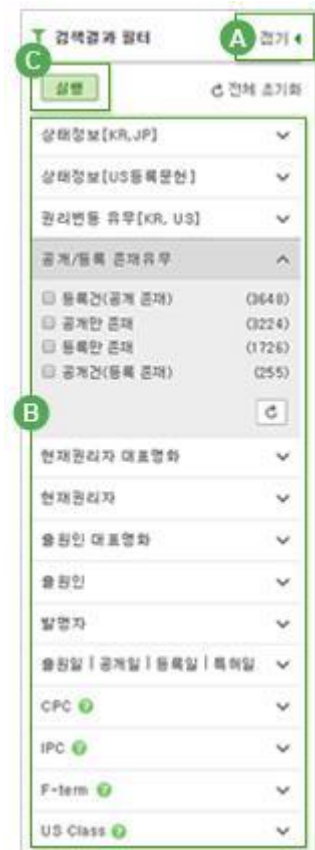 검색결과 필터
A
접기
C
실행
전체 초기화
상태정보[KR,JP]
상태정보[US등록문헌]
권리변동 유무[KR, US]
공개/등록 존재유무
등록건(공개 존재) (3648)
공개만 존재 (3224)
등록만 존재 (1726)
공개건(등록 존재) (255)
B
현재권리자 대표명화
현재권리자
출원인 대표명화
출원인
발명자
출원일 | 공개일 | 등록일 | 특허일
CPC ?
IPC ?
F-term ?
US Class ?